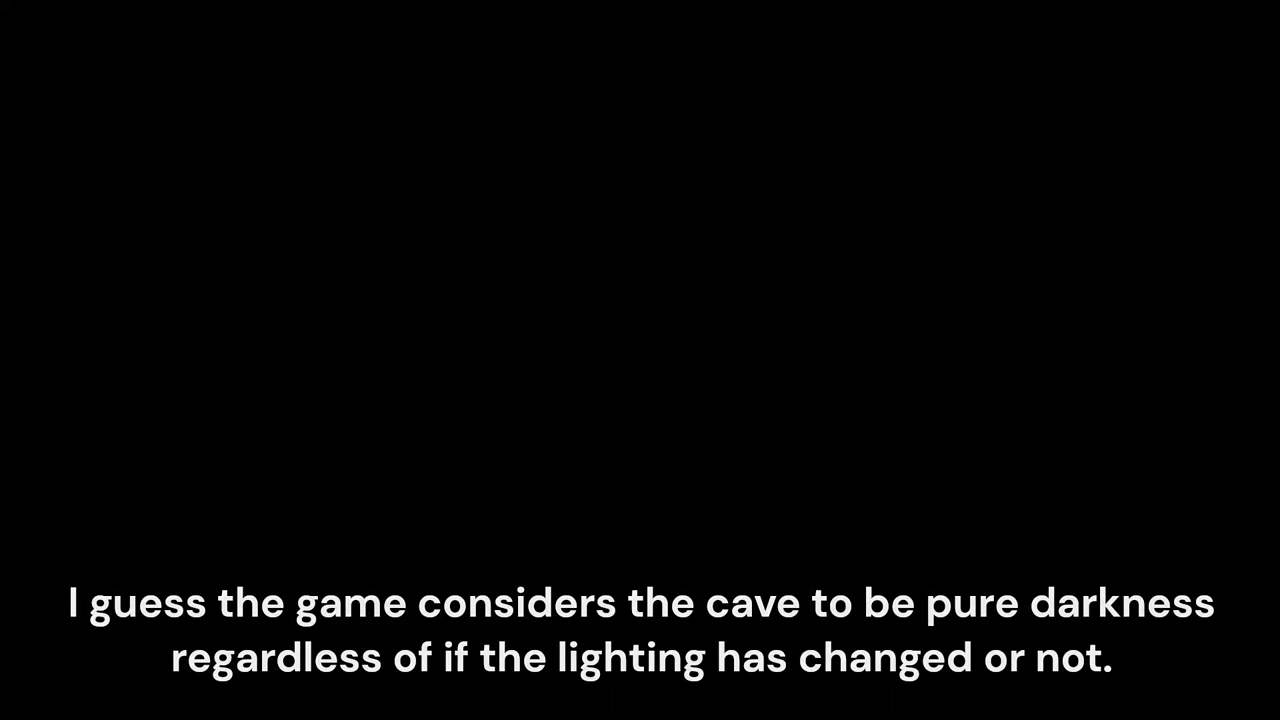 I guess the game considers the cave to be pure darkness
regardless of if the lighting has changed or not.